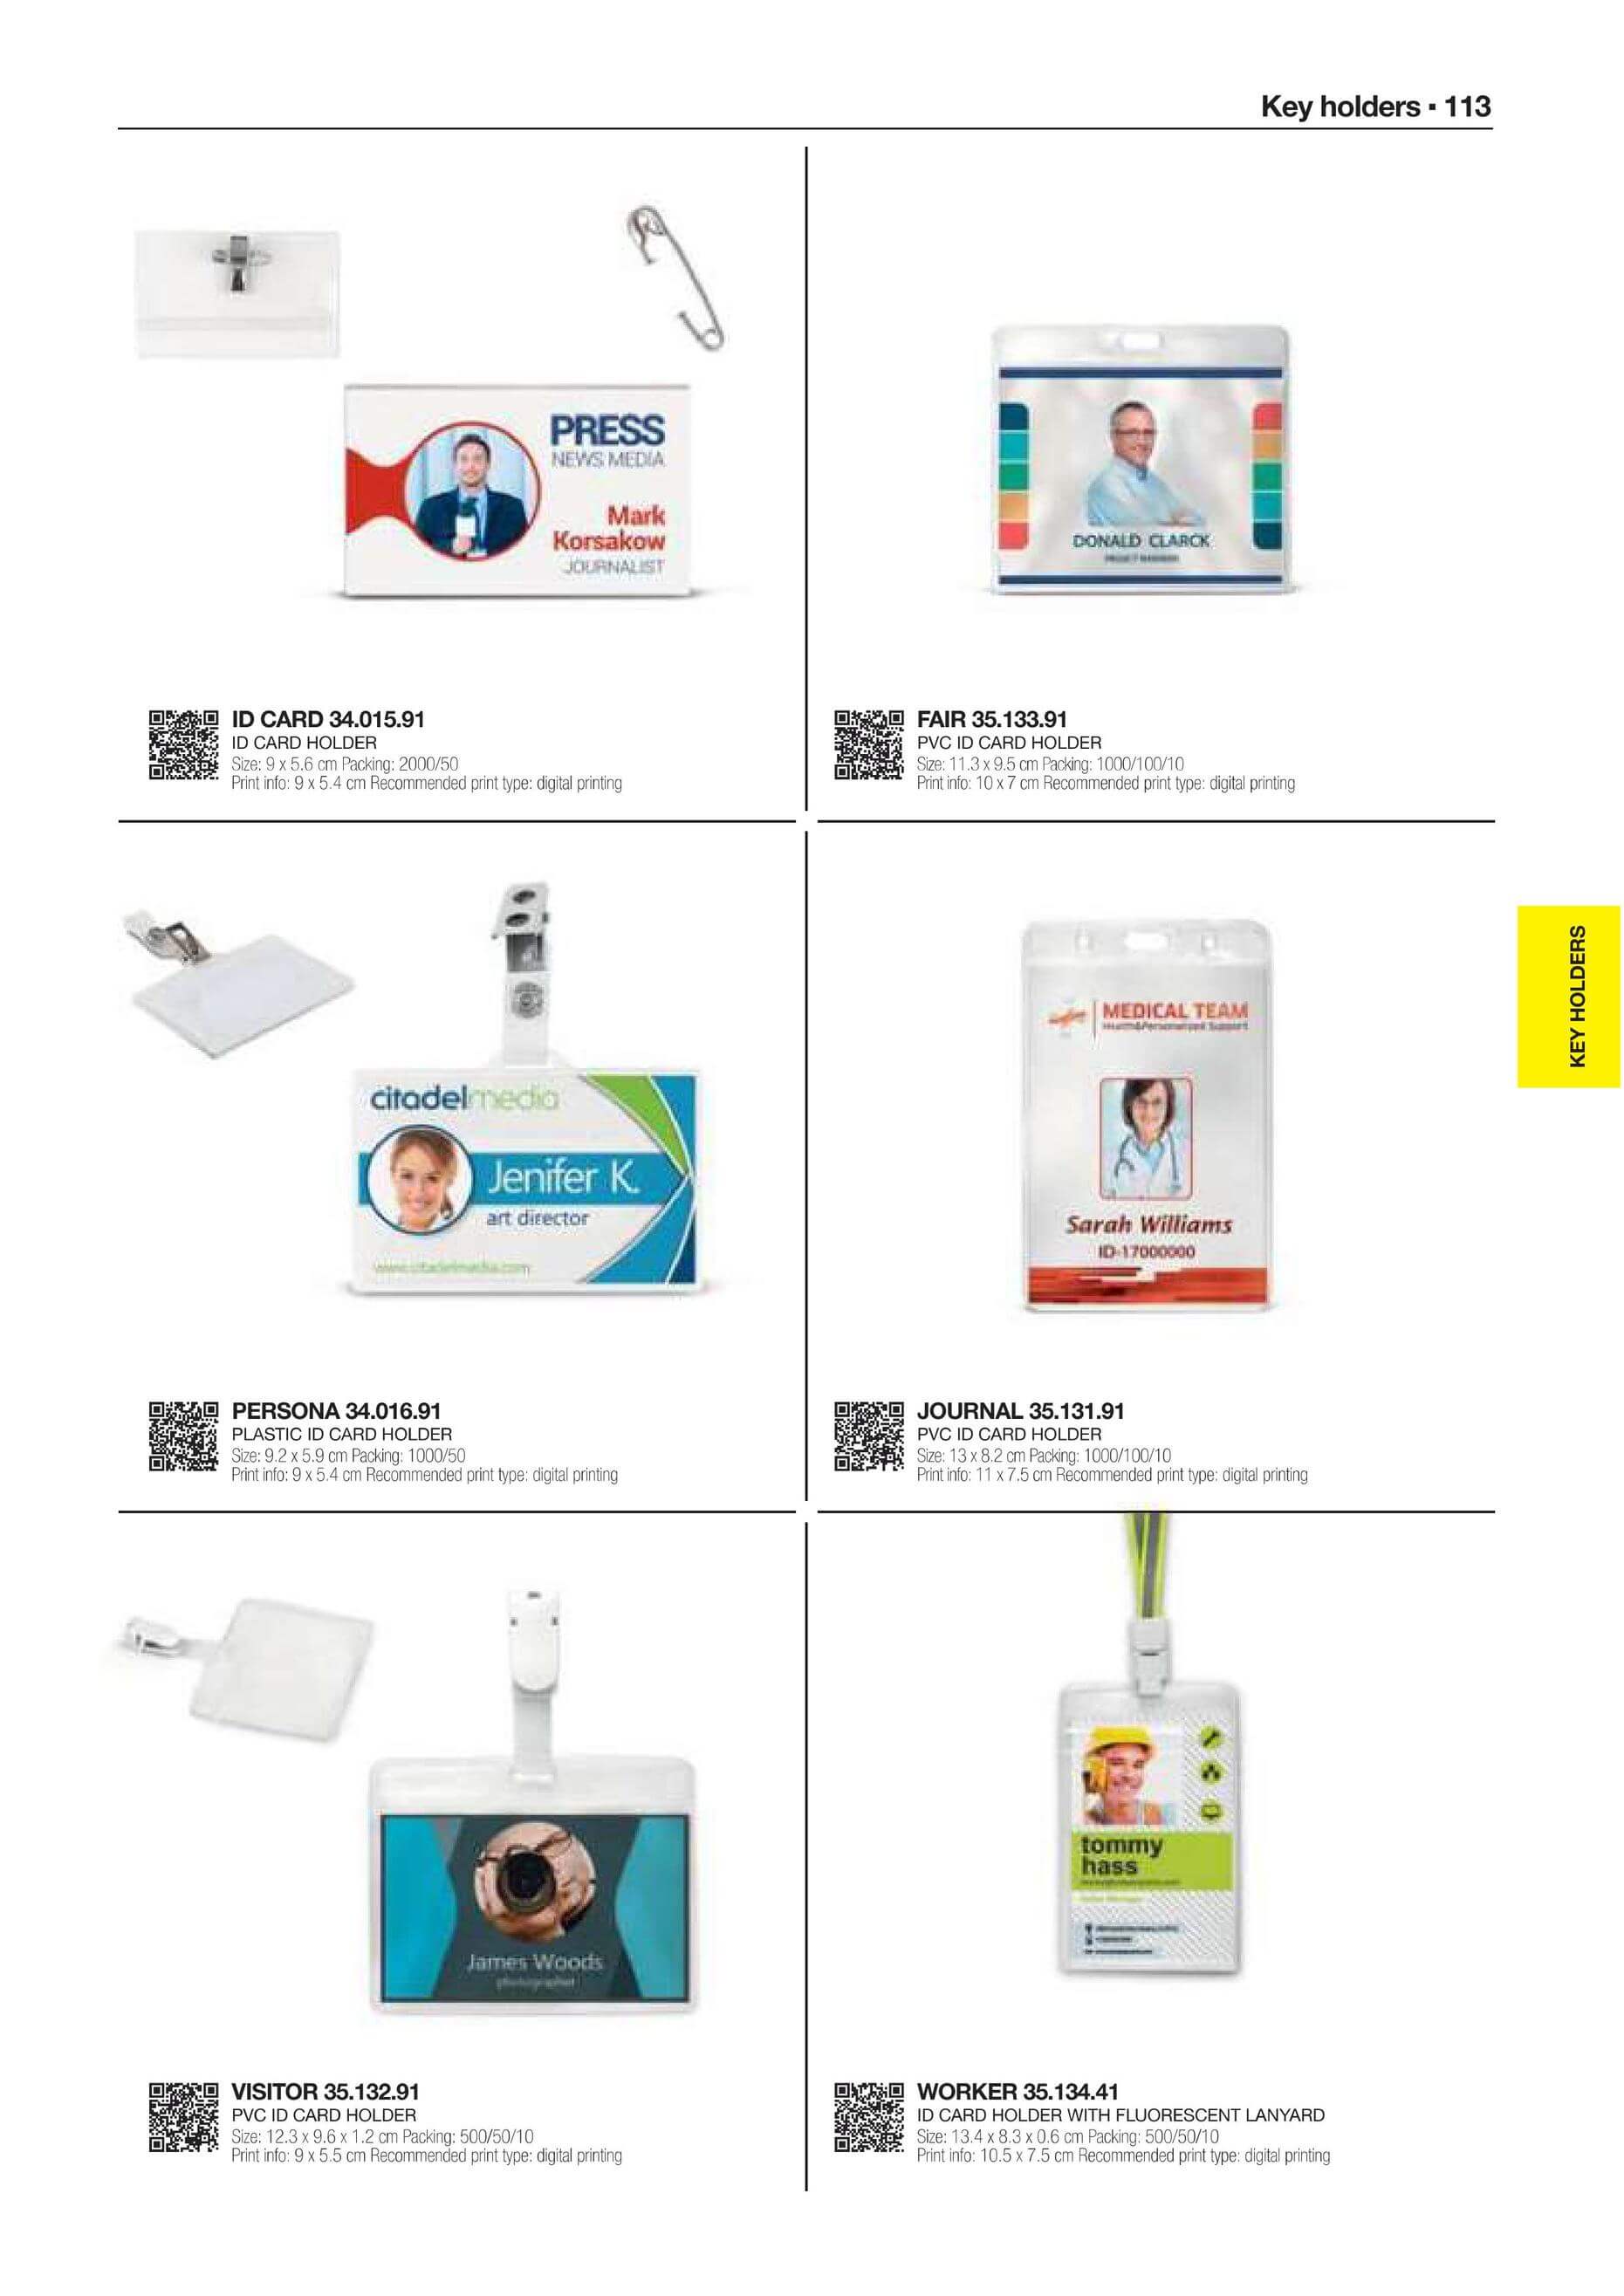 Key holders ▪ 113
PRESS
NEWS MEDIA
Mark
Korsakow
JOURNALIST
ID CARD 34.015.91
ID CARD HOLDER
Size: 9 x 5.6 cm Packing: 2000/50
Print info: 9 x 5.4 cm Recommended print type: digital printing
DONALD CLARCK
FAIR 35.133.91
PVC ID CARD HOLDER
Size: 11.3 x 9.5 cm Packing: 1000/100/10
Print info: 10 x 7 cm Recommended print type: digital printing
citadelmedia
Jenifer K.
art director
www.citadelmedia.com
PERSONA 34.016.91
PLASTIC ID CARD HOLDER
Size: 9.2 x 5.9 cm Packing: 1000/50
Print info: 9 x 5.4 cm Recommended print type: digital printing
MEDICAL TEAM
Health&Personalized Support
Sarah Williams
ID-17000000
JOURNAL 35.131.91
PVC ID CARD HOLDER
Size: 13 x 8.2 cm Packing: 1000/100/10
Print info: 11 x 7.5 cm Recommended print type: digital printing
KEY HOLDERS
James Woods
photographer
VISITOR 35.132.91
PVC ID CARD HOLDER
Size: 12.3 x 9.6 x 1.2 cm Packing: 500/50/10
Print info: 9 x 5.5 cm Recommended print type: digital printing
tommy
hass
WORKER 35.134.41
ID CARD HOLDER WITH FLUORESCENT LANYARD
Size: 13.4 x 8.3 x 0.6 cm Packing: 500/50/10
Print info: 10.5 x 7.5 cm Recommended print type: digital printing